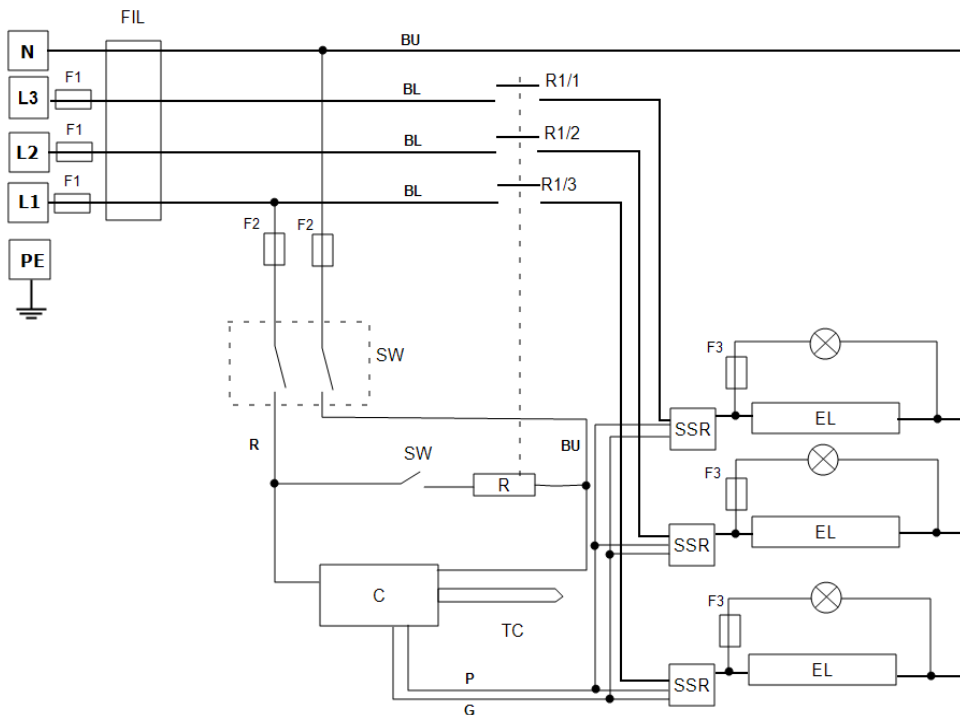 FIL
N
BU
F1
L3
BL
R1/1
F1
L2
BL
R1/2
F1
L1
BL
R1/3
F2
F2
PE
SW
F3
EL
SSR
R
SW
BU
R
F3
EL
SSR
C
TC
F3
EL
SSR
P
G